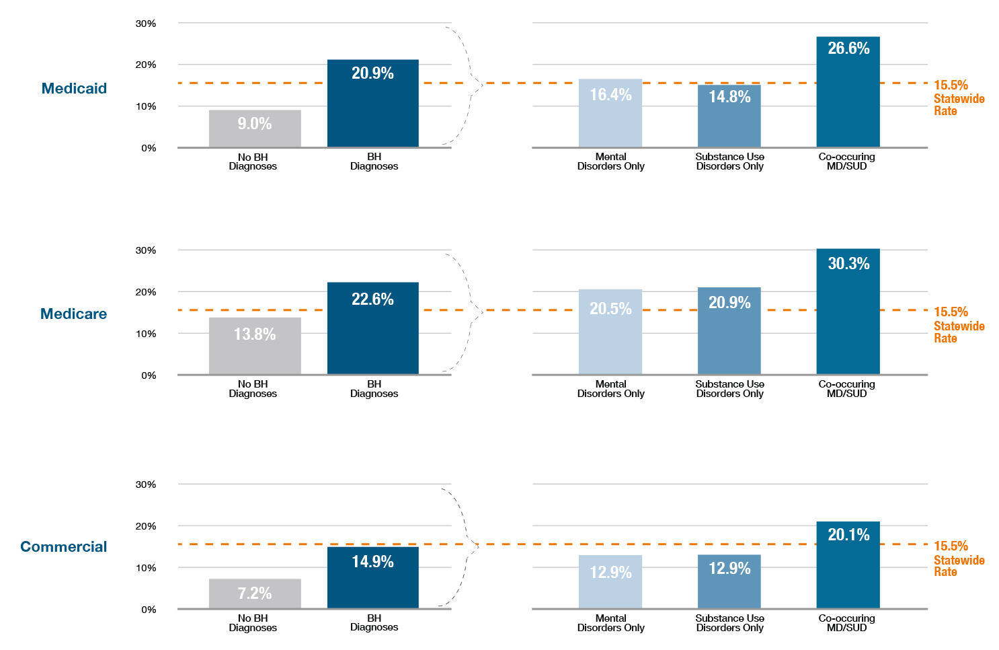 Medicaid
30%
20%
10%
0%
9.0%
20.9%
No BH
Diagnoses
BH
Diagnoses
16.4%
14.8%
26.6%
Mental
Disorders Only
Substance Use
Disorders Only
Co-occuring
MD/SUD
15.5%
Statewide
Rate
Medicare
30%
20%
10%
0%
13.8%
22.6%
No BH
Diagnoses
BH
Diagnoses
20.5%
20.9%
30.3%
Mental
Disorders Only
Substance Use
Disorders Only
Co-occuring
MD/SUD
15.5%
Statewide
Rate
Commercial
30%
20%
10%
0%
7.2%
14.9%
No BH
Diagnoses
BH
Diagnoses
12.9%
12.9%
20.1%
Mental
Disorders Only
Substance Use
Disorders Only
Co-occuring
MD/SUD
15.5%
Statewide
Rate